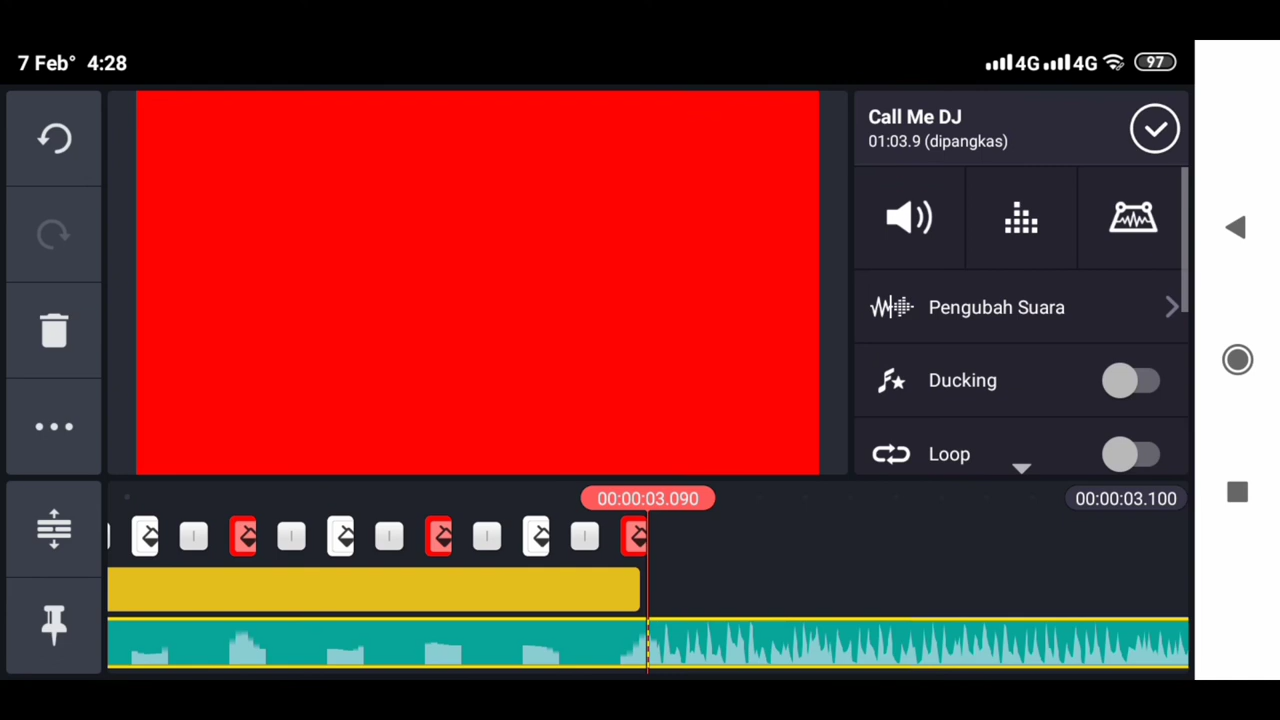 7 Feb° 4:28
4G 4G 97
Call Me DJ
01:03.9 (dipangkas)
Pengubah Suara
Ducking
Loop
00:00:03.090
00:00:03.100